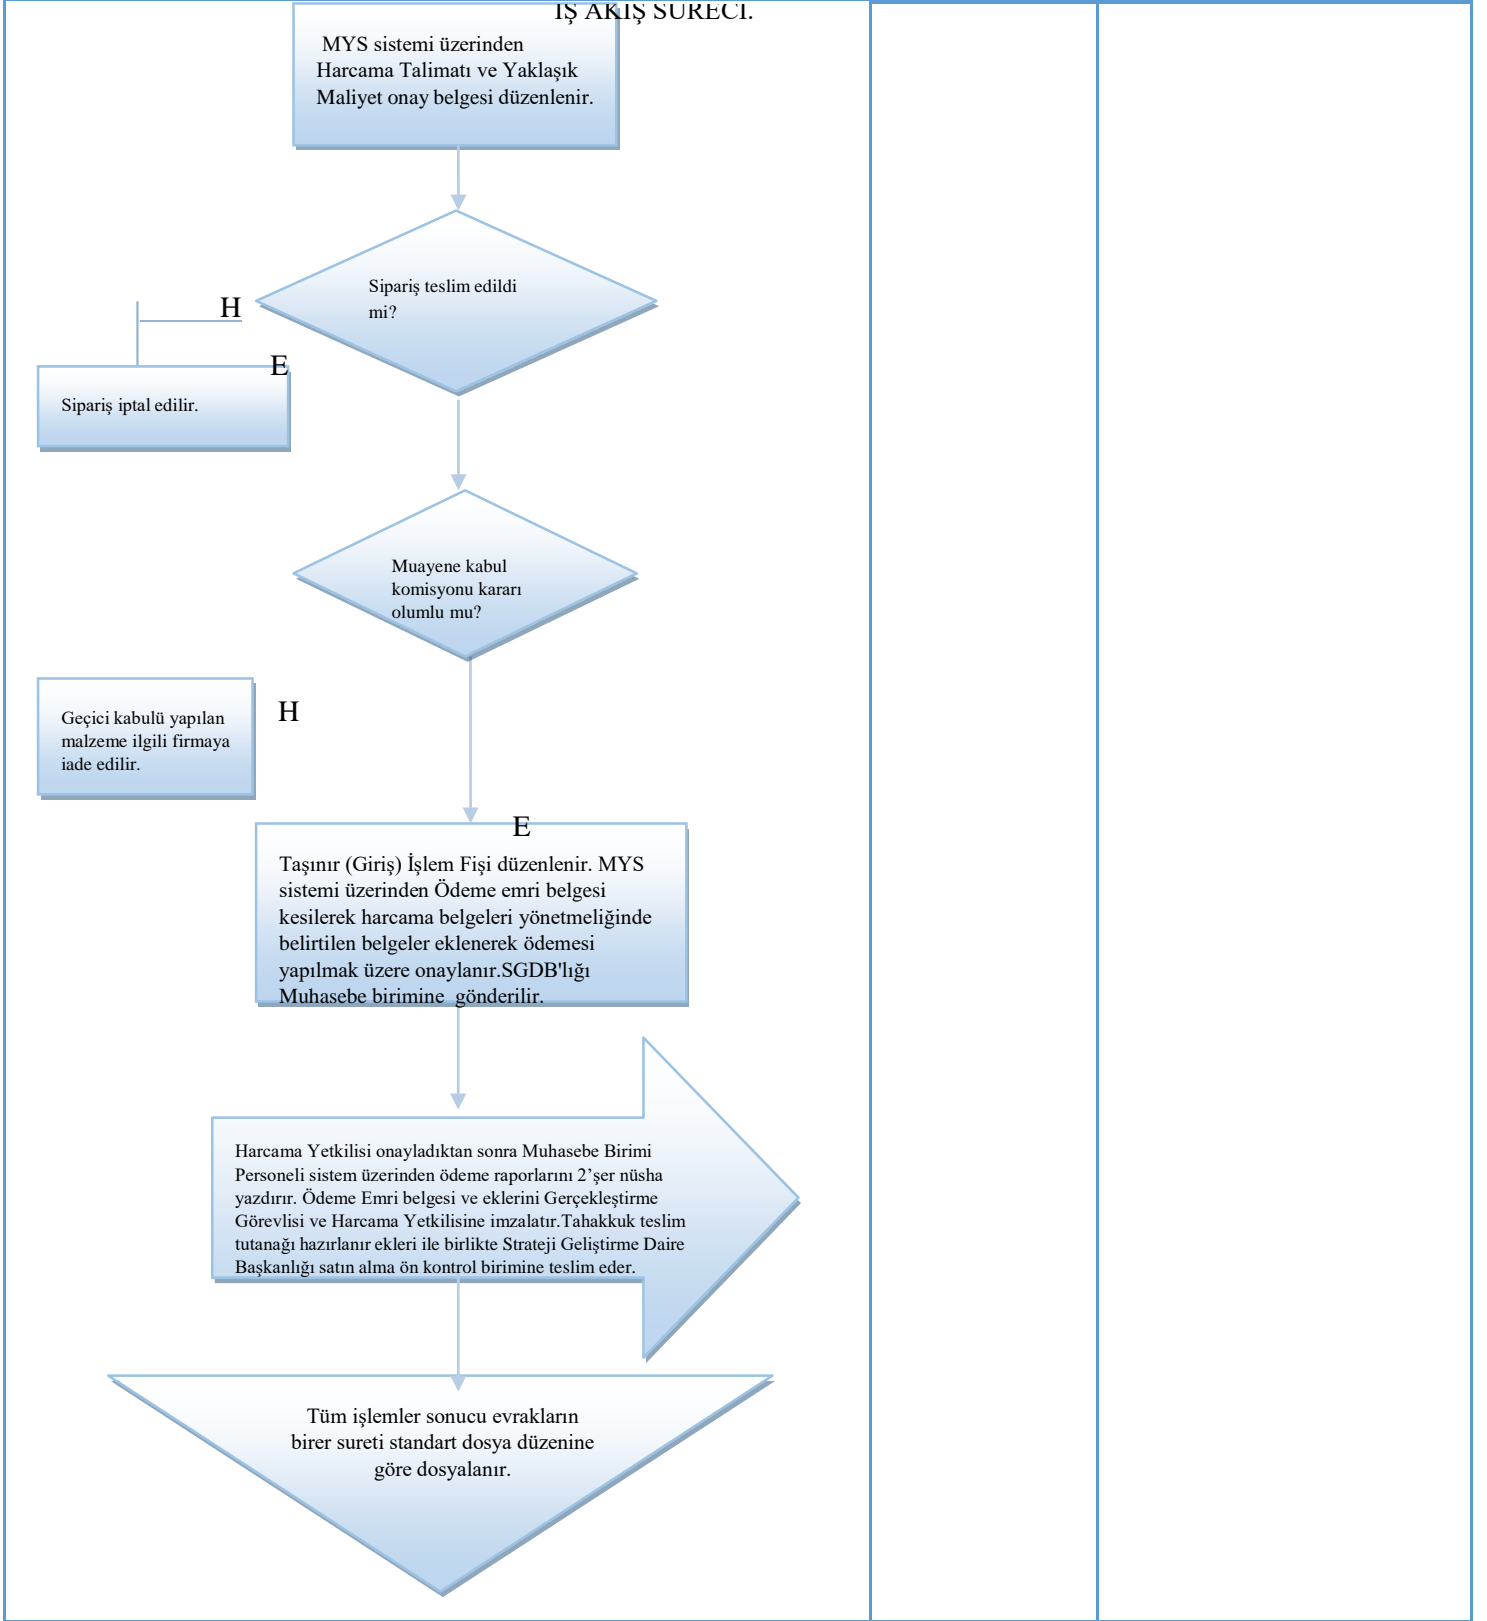 İŞ AKIŞ SÜRECİ.
MYS sistemi üzerinden
Harcama Talimatı ve Yaklaşık
Maliyet onay belgesi düzenlenir.
Sipariş teslim edildi
mi?
H
E
Sipariş iptal edilir.
Muayene kabul
komisyonu kararı
olumlu mu?
Geçici kabulü yapılan
malzeme ilgili firmaya
iade edilir.
H
E
Taşınır (Giriş) İşlem Fişi düzenlenir. MYS
sistemi üzerinden Ödeme emri belgesi
kesilerek harcama belgeleri yönetmeliğinde
belirtilen belgeler eklenerek ödemesi
yapılmak üzere onaylanır.SGDB'lığı
Muhasebe birimine gönderilir.
Harcama Yetkilisi onayladıktan sonra Muhasebe Birimi
Personeli sistem üzerinden ödeme raporlarını 2’şer nüsha
yazdırır. Ödeme Emri belgesi ve eklerini Gerçekleştirme
Görevlisi ve Harcama Yetkilisine imzalatır.Tahakkuk teslim
tutanağı hazırlanır ekleri ile birlikte Strateji Geliştirme Daire
Başkanlığı satın alma ön kontrol birimine teslim eder.
Tüm işlemler sonucu evrakların
birer sureti standart dosya düzenine
göre dosyalanır.